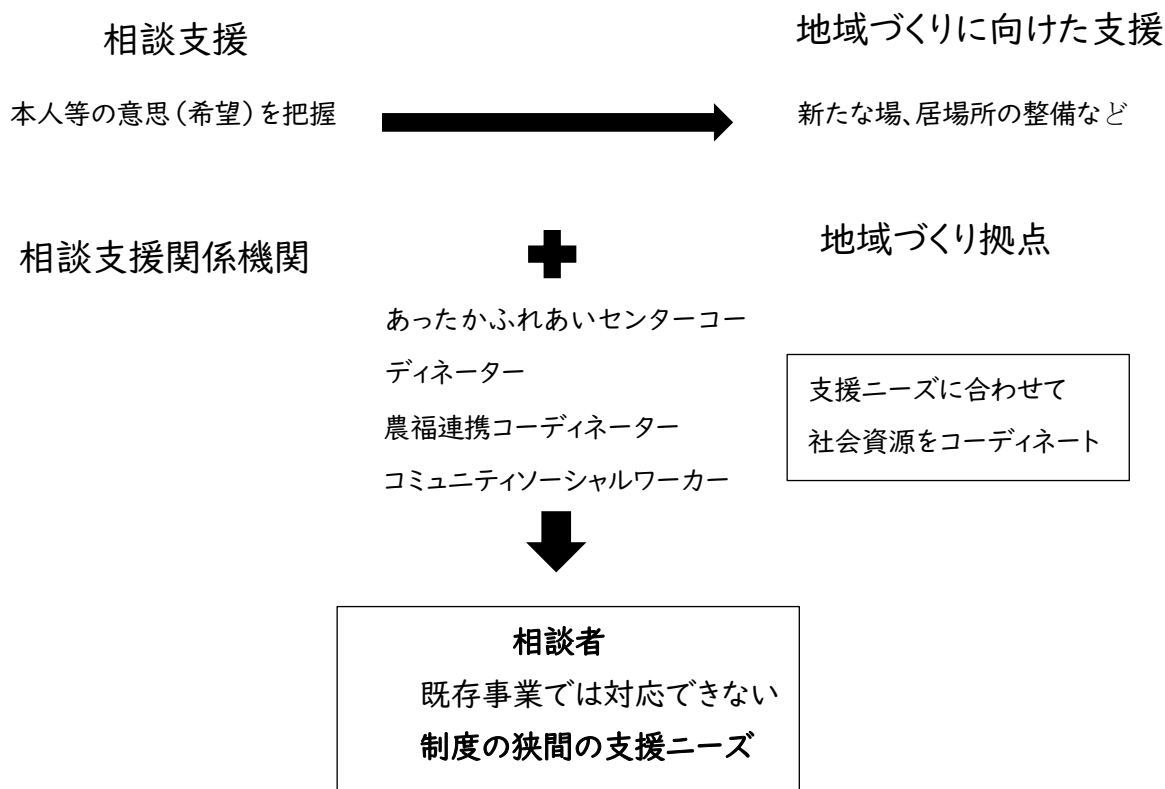 相談支援
地域づくりに向けた支援
本人等の意思(希望)を把握
新たな場、居場所の整備など
相談支援関係機関
地域づくり拠点
あったかふれあいセンターコー
ディネーター
農福連携コーディネーター
コミュニティソーシャルワーカー
支援ニーズに合わせて
社会資源をコーディネート
相談者
既存事業では対応できない
制度の狭間の支援ニーズ